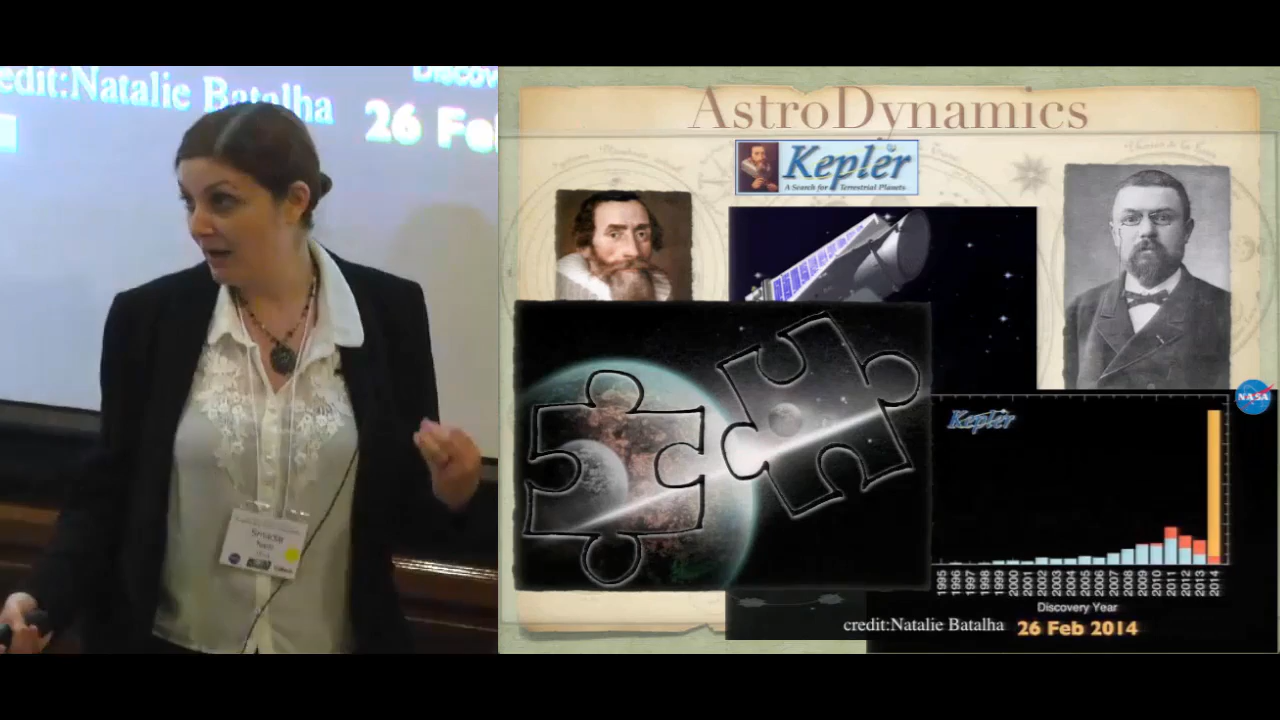 edit:Natalie Batalha
Discov
26 Feb
Smadar
AstroDynamics
Kepler
A Search for Terrestrial Planets
NASA
Kepler
1995 1996 1997 1998 1999 2000 2001 2002 2003 2004 2005 2006 2007 2008 2009 2010 2011 2012 2013 2014
Discovery Year
credit:Natalie Batalha
26 Feb 2014